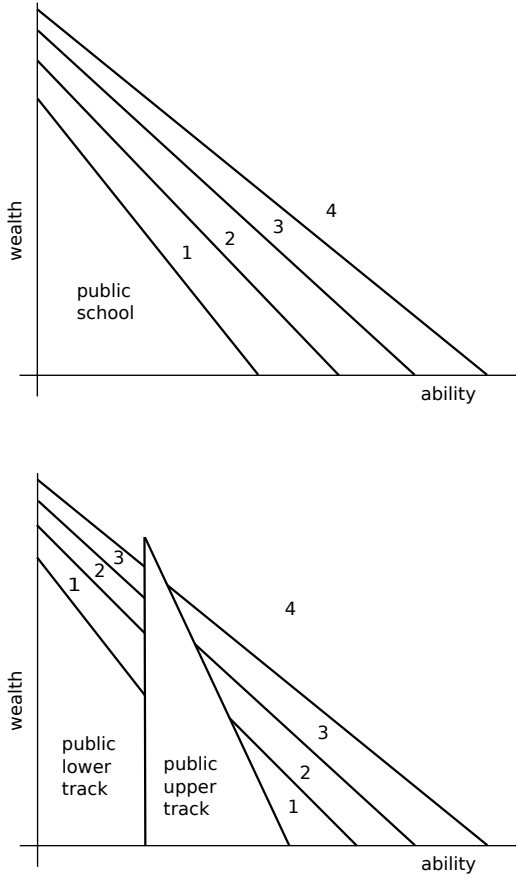 4
3
2
1
wealth
public
school
ability
3
2
1
4
wealth
public
lower
track
public
upper
track
3
2
1
ability